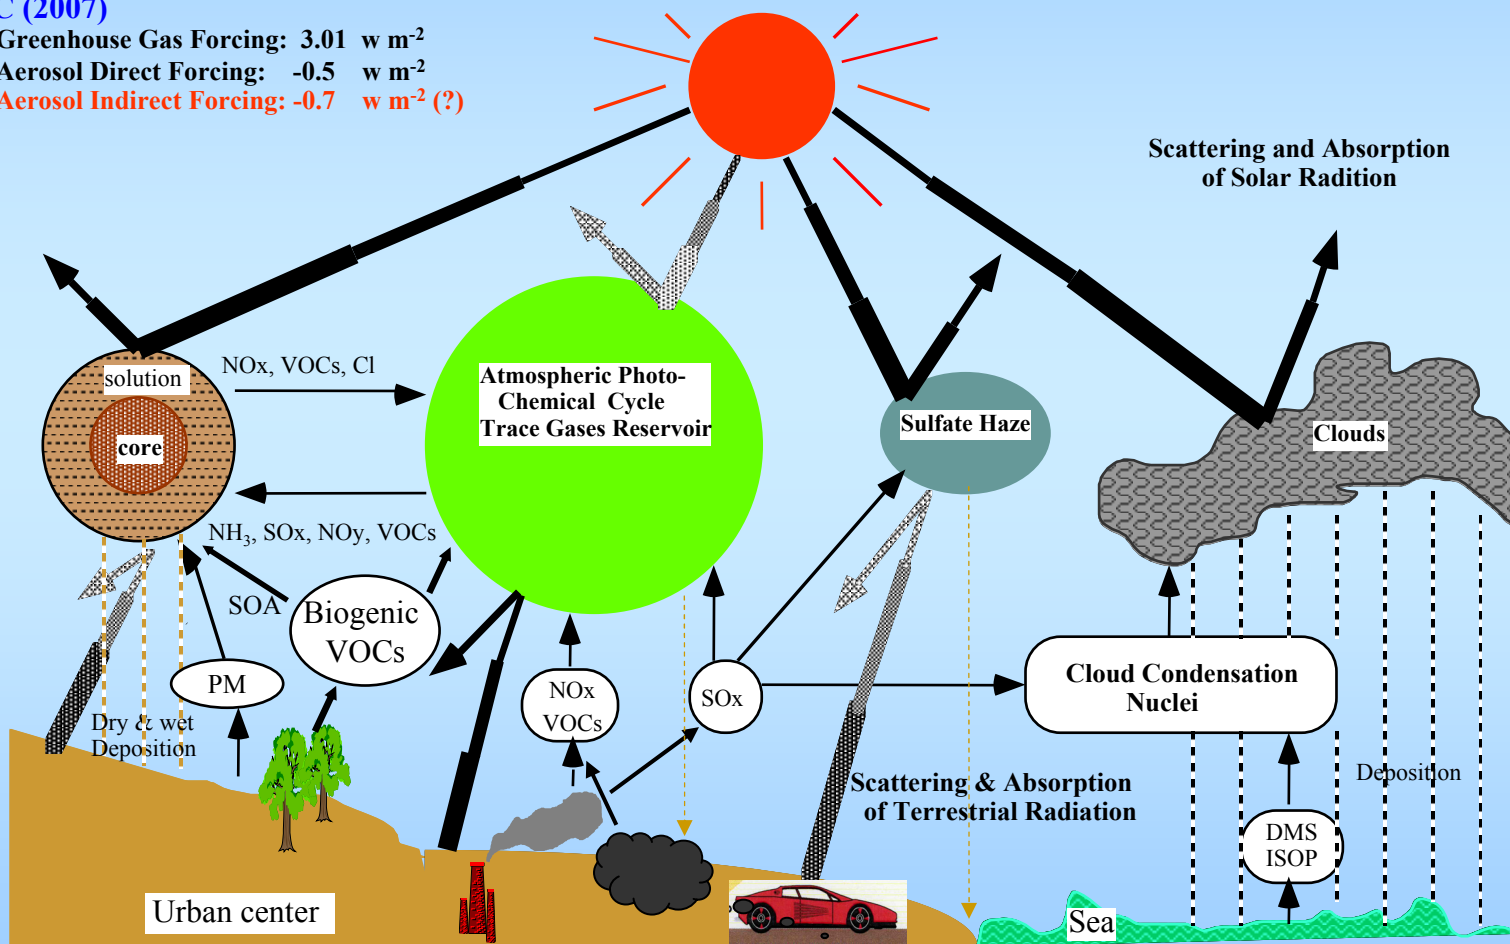 C (2007)
Greenhouse Gas Forcing: 3.01 w m-2
Aerosol Direct Forcing: -0.5 w m-2
Aerosol Indirect Forcing: -0.7 w m-2 (?)
Scattering and Absorption
of Solar Radition
solution
core
NOx, VOCs, Cl
Atmospheric Photo-
Chemical Cycle
Trace Gases Reservoir
Sulfate Haze
Clouds
NH3, SOx, NOy, VOCs
SOA
Biogenic
VOCs
PM
NOx
VOCs
SOx
Cloud Condensation
Nuclei
Dry & wet
Deposition
Scattering & Absorption
of Terrestrial Radiation
Deposition
DMS
ISOP
Urban center
Sea